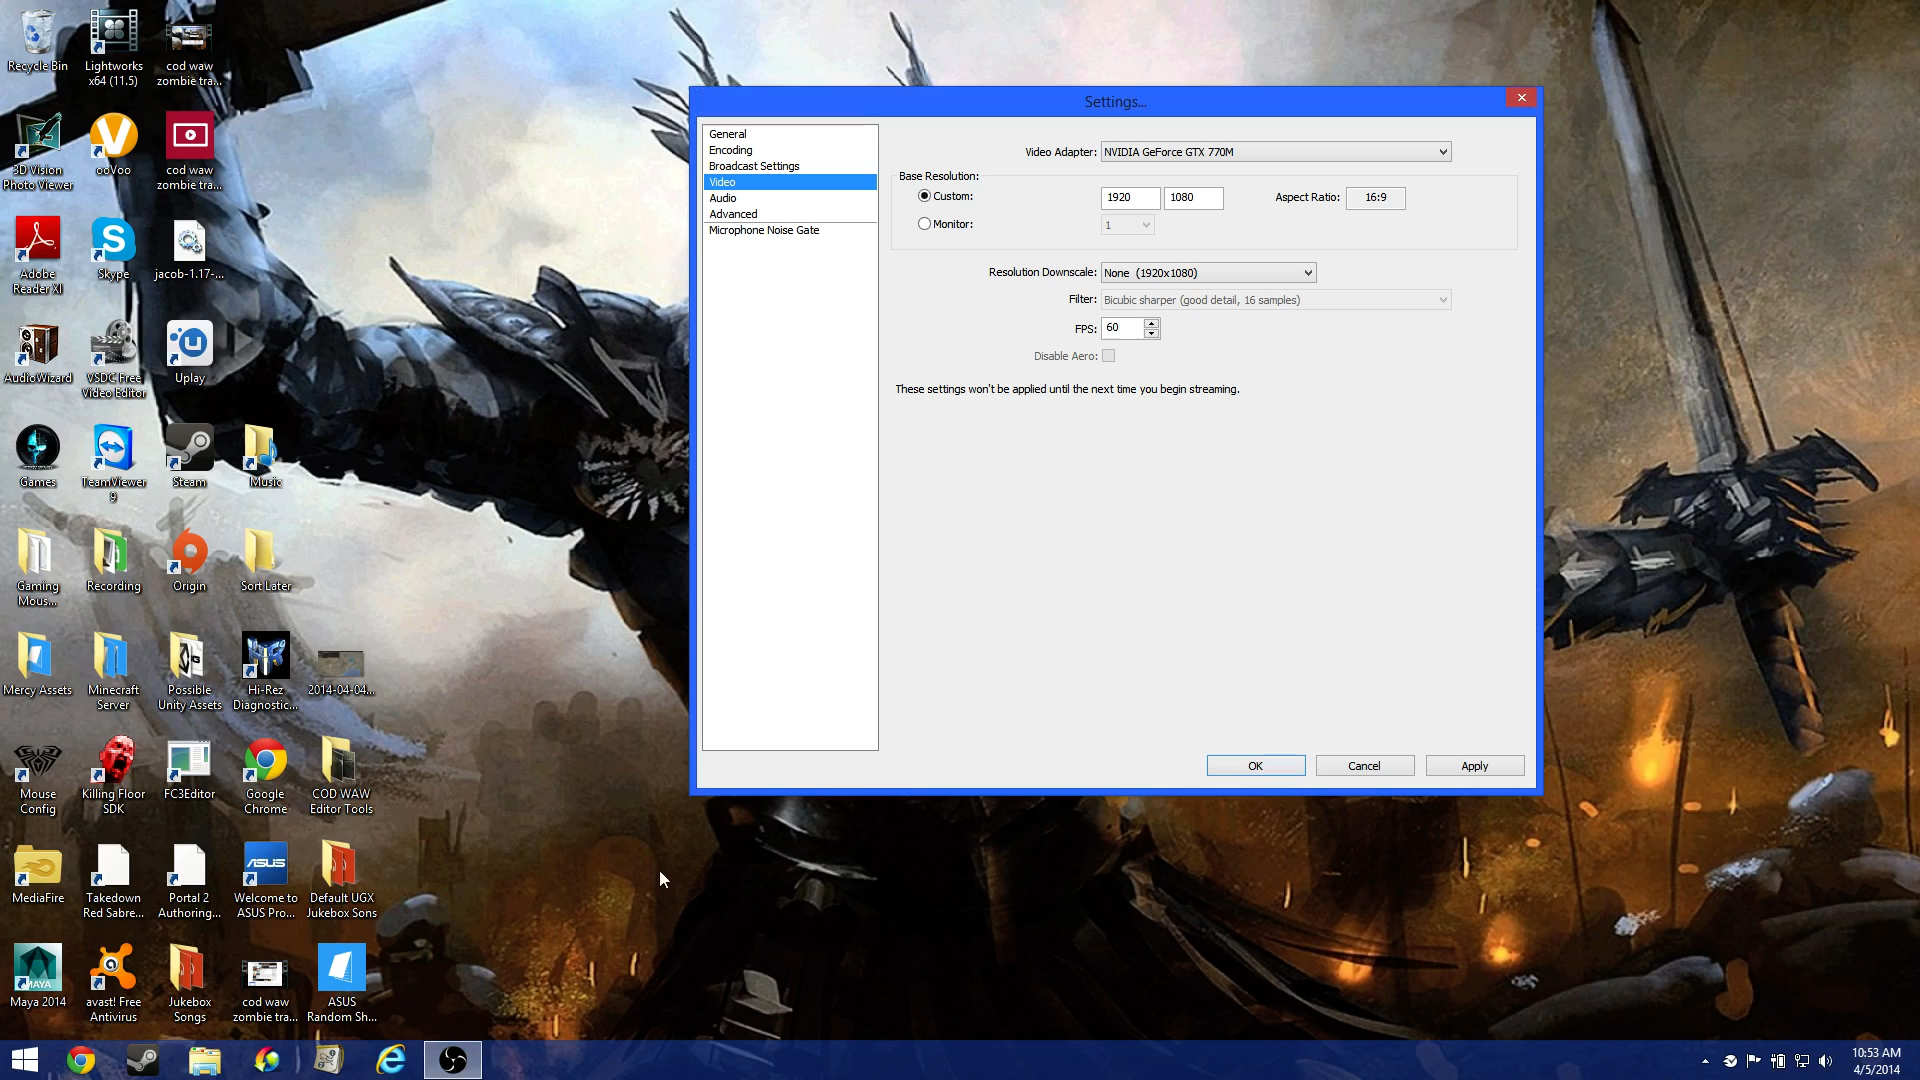 Recycle Bin
Lightworks
x64 (11.5)
cod waw
zombie tra...
3D Vision
Photo Viewer
ooVoo
cod waw
zombie tra...
Adobe
Reader XI
Skype
jacob-1.17-...
AudioWizard
VSDC Free
Video Editor
Uplay
Games
TeamViewer
9
Steam
Music
Gaming
Mous...
Recording
Origin
Sort Later
Mercy Assets
Minecraft
Server
Possible
Unity Assets
Hi-Rez
Diagnostic...
2014-04-04...
Mouse
Config
Killing Floor
SDK
FC3Editor
Google
Chrome
COD WAW
Editor Tools
MediaFire
Takedown
Red Sabre...
Portal 2
Authoring...
ASUS
Welcome to
ASUS Pro...
Default UGX
Jukebox Sons
MAYA
Maya 2014
avast! Free
Antivirus
Jukebox
Songs
cod waw
zombie tra...
ASUS
Random Sh...
Settings...
General
Encoding
Broadcast Settings
Video
Audio
Advanced
Microphone Noise Gate
Video Adapter: NVIDIA GeForce GTX 770M
Base Resolution:
Custom: 1920 1080 Aspect Ratio: 16:9
Monitor: 1
Resolution Downscale: None (1920x1080)
Filter: Bicubic sharper (good detail, 16 samples)
FPS: 60
Disable Aero:
These settings won't be applied until the next time you begin streaming.
OK Cancel Apply
10:53 AM
4/5/2014